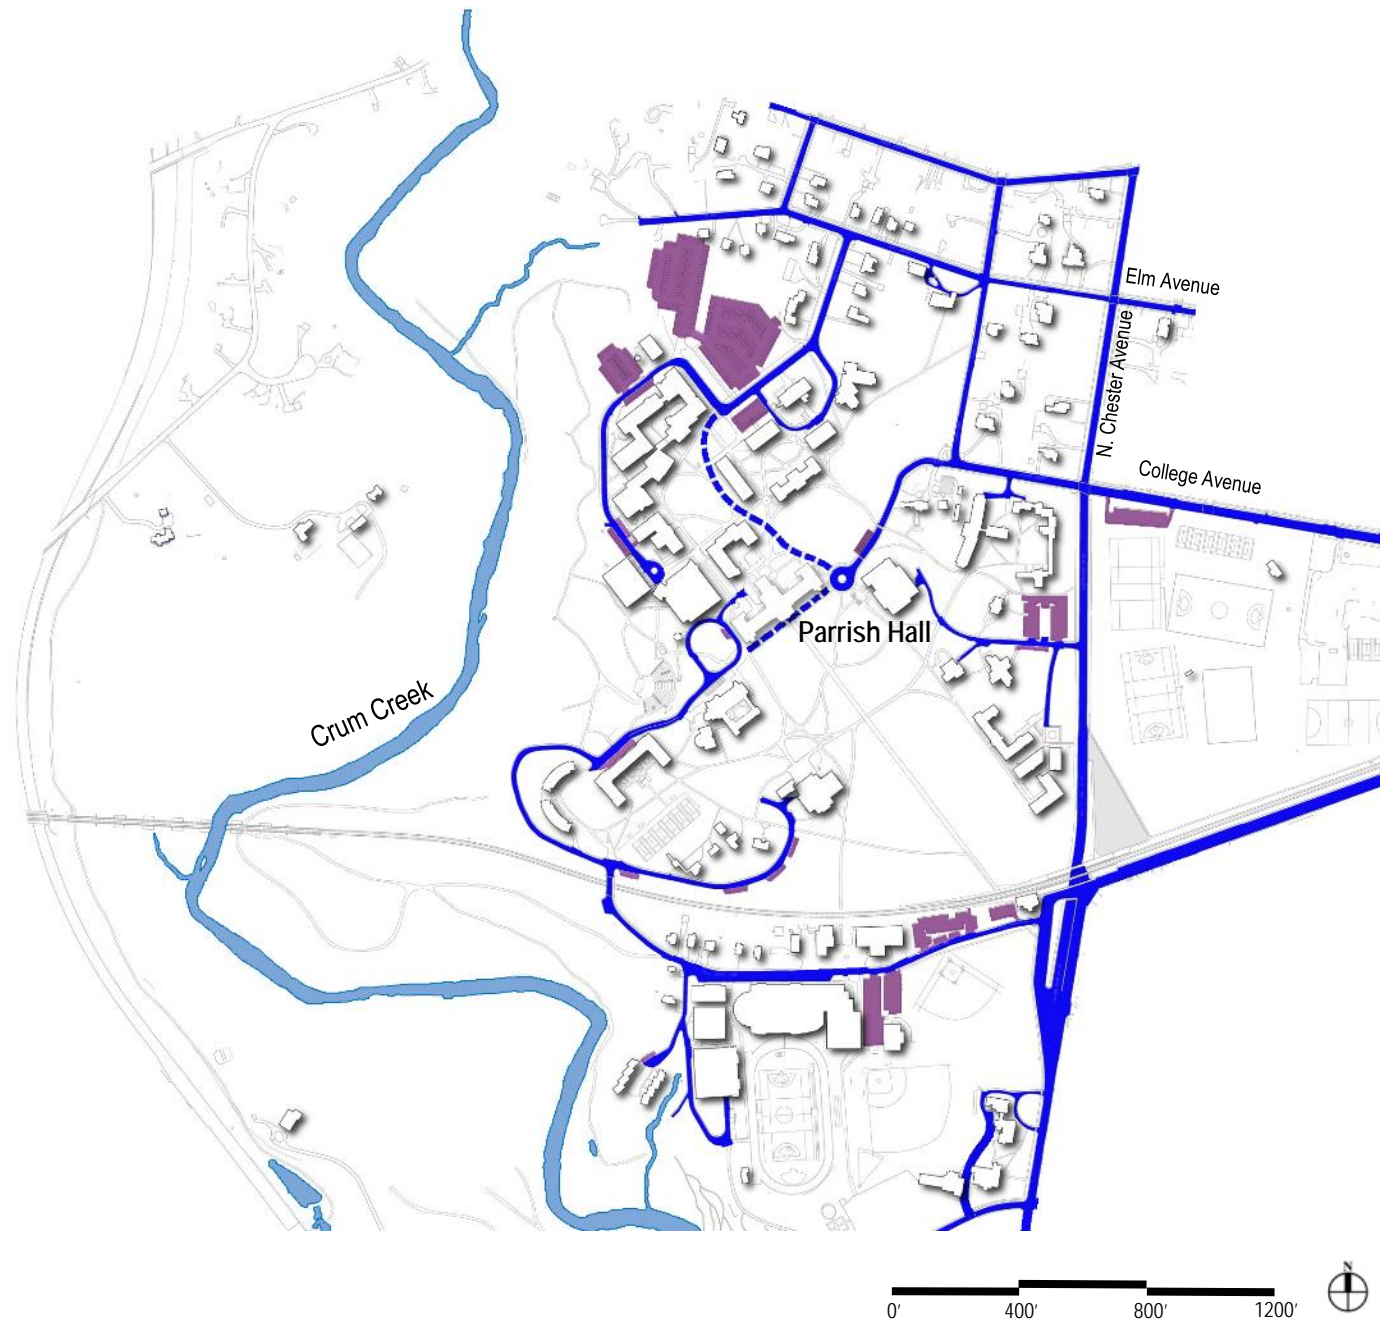 Elm Avenue
N. Chester Avenue
College Avenue
Parrish Hall
Crum Creek
N
0' 400' 800' 1200'